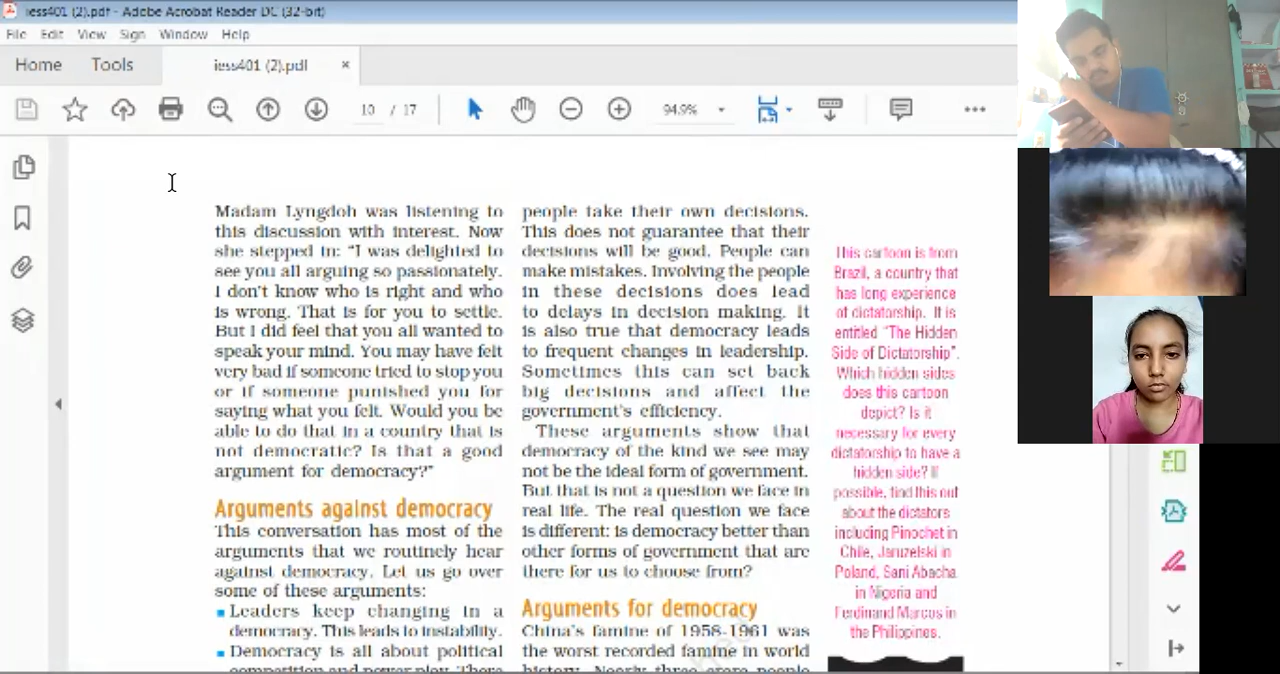 iess401 (2).pdf - Adobe Acrobat Reader DC (32-bit)
File Edit View Sign Window Help
Home Tools iess401 (2).pdf ×
10 / 17 94.9%
Madam Lyngdoh was listening to
this discussion with interest. Now
she stepped in: “I was delighted to
see you all arguing so passionately.
I don’t know who is right and who
is wrong. That is for you to settle.
But I did feel that you all wanted to
speak your mind. You may have felt
very bad if someone tried to stop you
or if someone punished you for
saying what you felt. Would you be
able to do that in a country that is
not democratic? Is that a good
argument for democracy?”
Arguments against democracy
This conversation has most of the
arguments that we routinely hear
against democracy. Let us go over
some of these arguments:
Leaders keep changing in a
democracy. This leads to instability.
Democracy is all about political
competition and power play. There
people take their own decisions.
This does not guarantee that their
decisions will be good. People can
make mistakes. Involving the people
in these decisions does lead
to delays in decision making. It
is also true that democracy leads
to frequent changes in leadership.
Sometimes this can set back
big decisions and affect the
government’s efficiency.
These arguments show that
democracy of the kind we see may
not be the ideal form of government.
But that is not a question we face in
real life. The real question we face
is different: is democracy better than
other forms of government that are
there for us to choose from?
Arguments for democracy
China’s famine of 1958-1961 was
the worst recorded famine in world
history. Nearly three crore people
This cartoon is from
Brazil, a country that
has long experience
of dictatorship. It is
entitled “The Hidden
Side of Dictatorship”.
Which hidden sides
does this cartoon
depict? Is it
necessary for every
dictatorship to have a
hidden side? If
possible, find this out
about the dictators
including Pinochet in
Chile, Jaruzelski in
Poland, Sani Abacha
in Nigeria and
Ferdinand Marcos in
the Philippines.